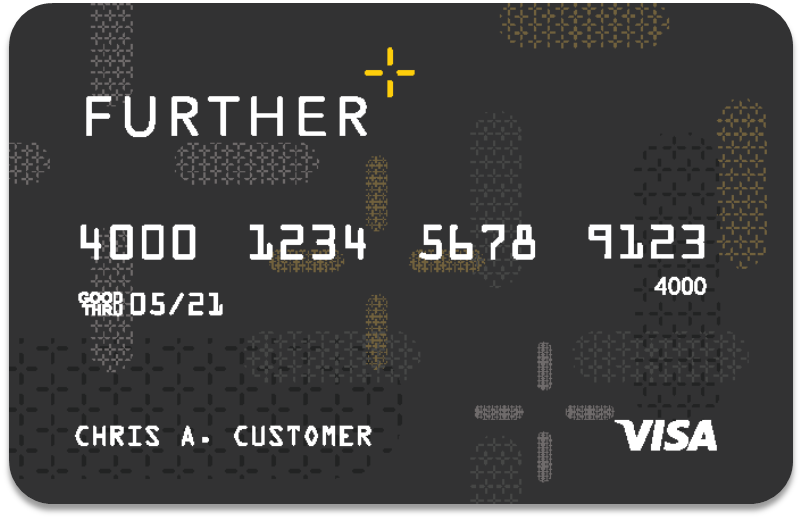 FURTHER
4000 1234 5678 9123
4000
GOOD THRU 05/21
CHRIS A. CUSTOMER
VISA